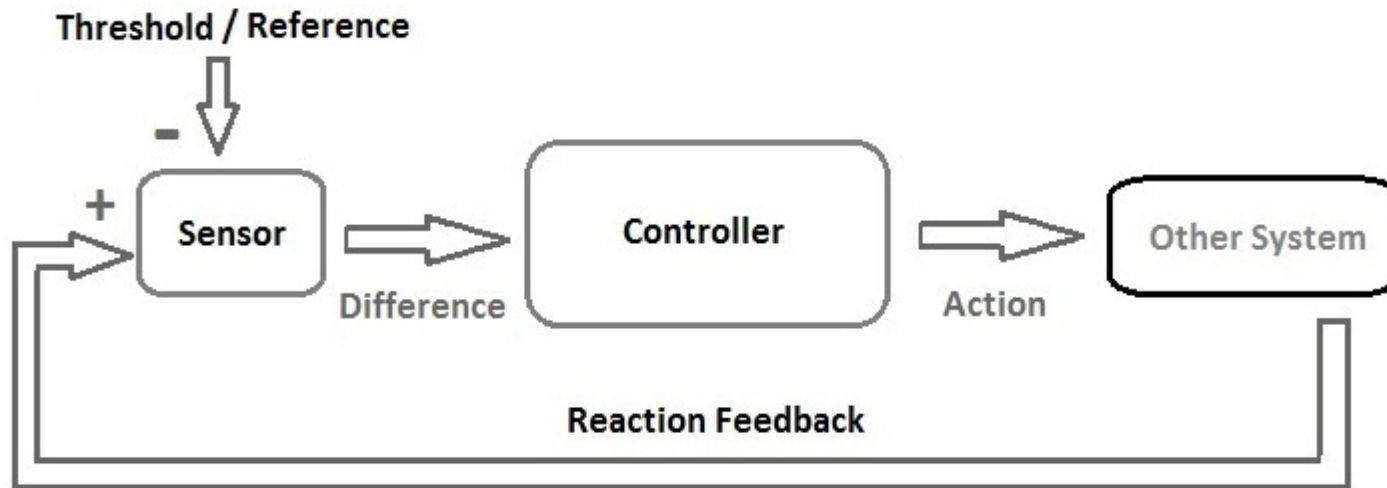 Threshold / Reference
-
+
Sensor
Controller
Other System
Difference
Action
Reaction Feedback